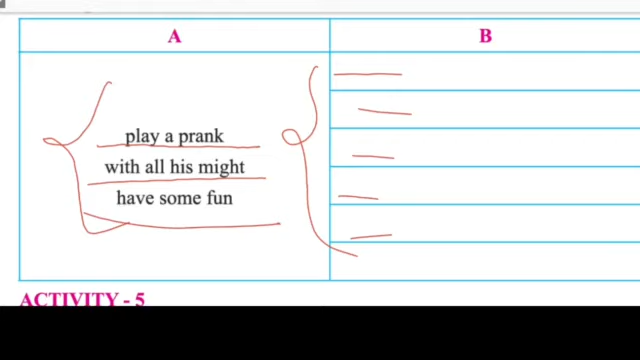 A
B
play a prank
with all his might
have some fun
ACTIVITY - 5